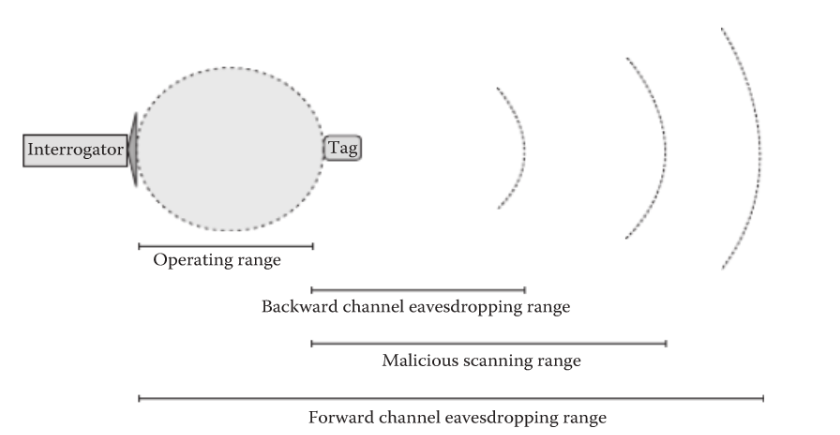 Interrogator
Tag
Operating range
Backward channel eavesdropping range
Malicious scanning range
Forward channel eavesdropping range